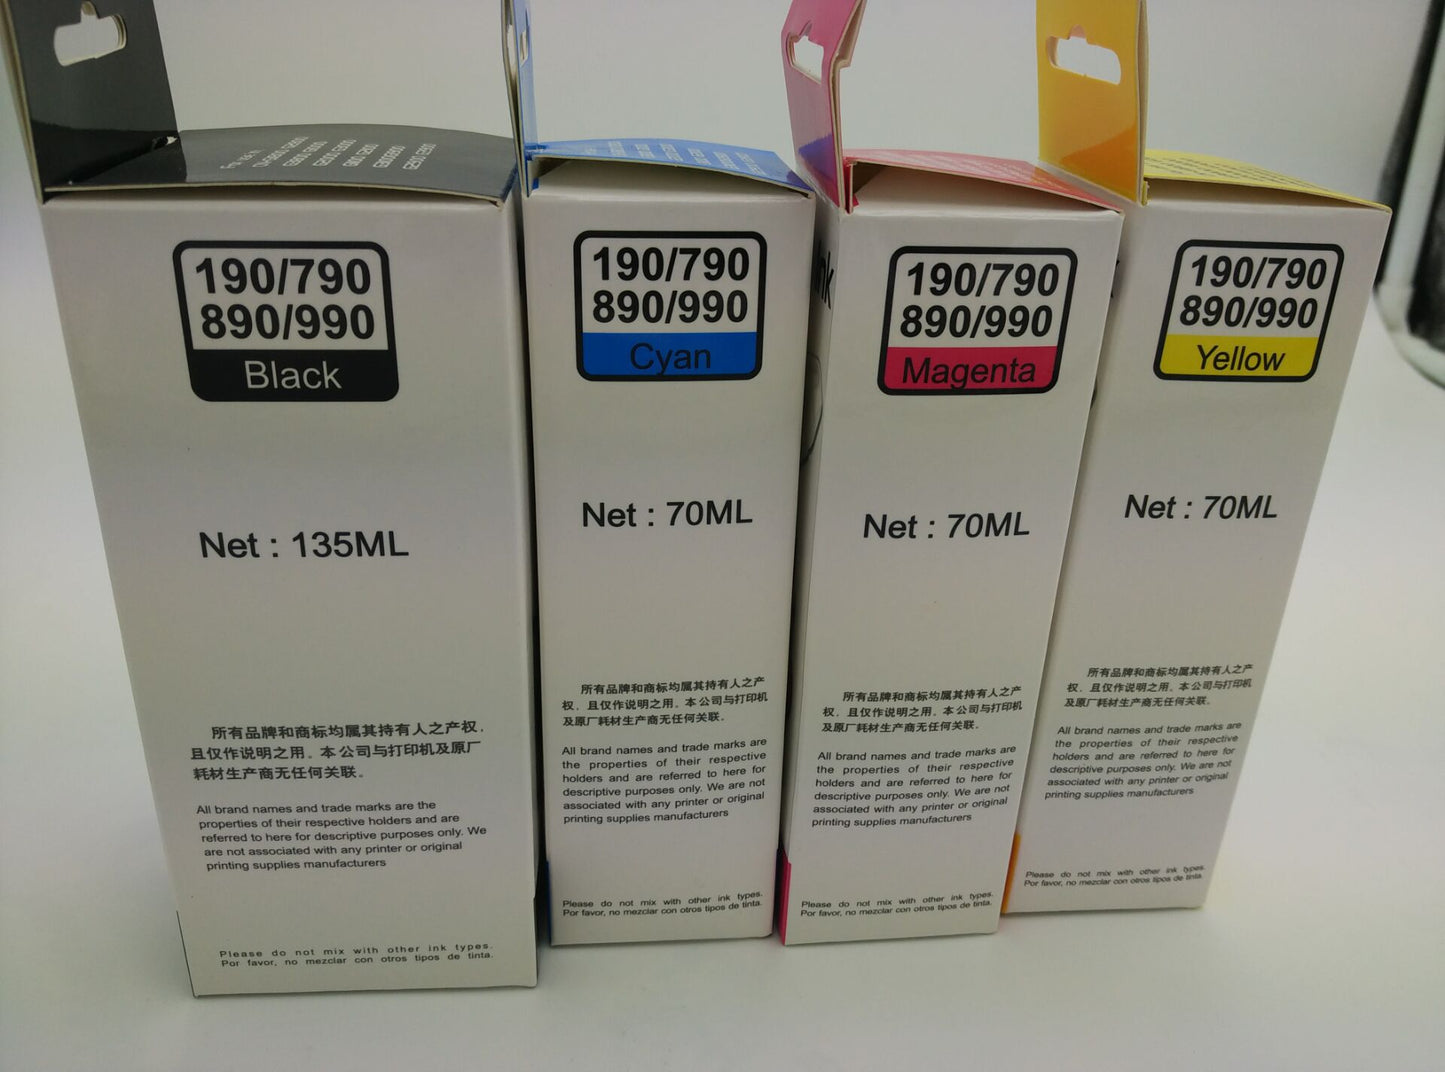 190/790
890/990
Black
Net : 135ML
所有品牌和商标均属其持有人之产权，
且仅作说明之用。本公司与打印机及原厂
耗材生产商无任何关联。
All brand names and trade marks are the
properties of their respective holders and are
referred to here for descriptive purposes only. We
are not associated with any printer or original
printing supplies manufacturers
Please do not mix with other ink types.
Por favor, no mezclar con otros tipos de tinta.
190/790
890/990
Cyan
Net : 70ML
所有品牌和商标均属其持有人之产
权，且仅作说明之用。本公司与打印机
及原厂耗材生产商无任何关联。
All brand names and trade marks are
the properties of their respective
holders and are referred to here for
descriptive purposes only. We are not
associated with any printer or original
printing supplies manufacturers
Please do not mix with other ink types.
Por favor, no mezclar con otros tipos de tinta.
190/790
890/990
Magenta
Net : 70ML
所有品牌和商标均属其持有人之产
权，且仅作说明之用。本公司与打印机
及原厂耗材生产商无任何关联。
All brand names and trade marks are
the properties of their respective
holders and are referred to here for
descriptive purposes only. We are not
associated with any printer or original
printing supplies manufacturers
Please do not mix with other ink types.
Por favor, no mezclar con otros tipos de tinta.
190/790
890/990
Yellow
Net : 70ML
所有品牌和商标均属其持有人之产
权，且仅作说明之用。本公司与打印机
及原厂耗材生产商无任何关联。
All brand names and trade marks are
the properties of their respective
holders and are referred to here for
descriptive purposes only. We are not
associated with any printer or original
printing supplies manufacturers
Please do not mix with other ink types.
Por favor, no mezclar con otros tipos de tinta.